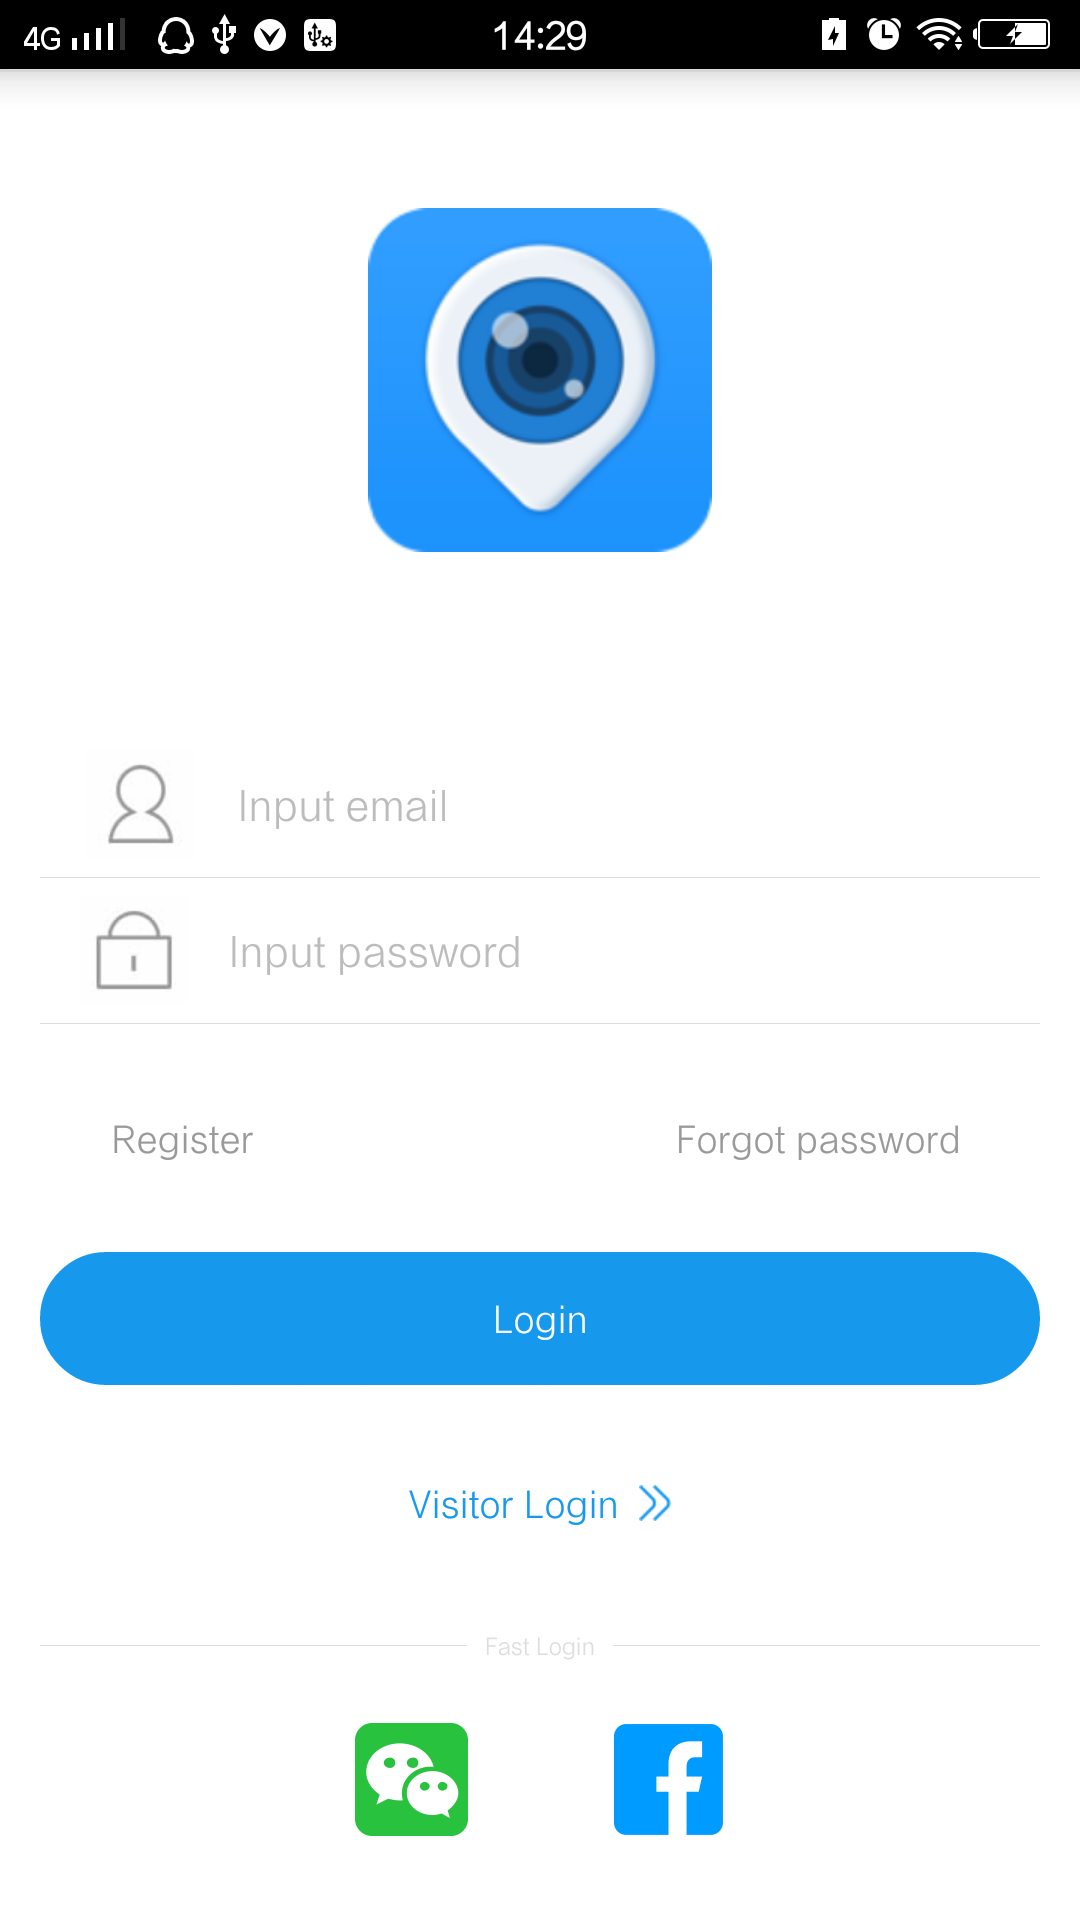 4G 14:29
Input email
Input password
Register Forgot password
Login
Visitor Login
Fast Login